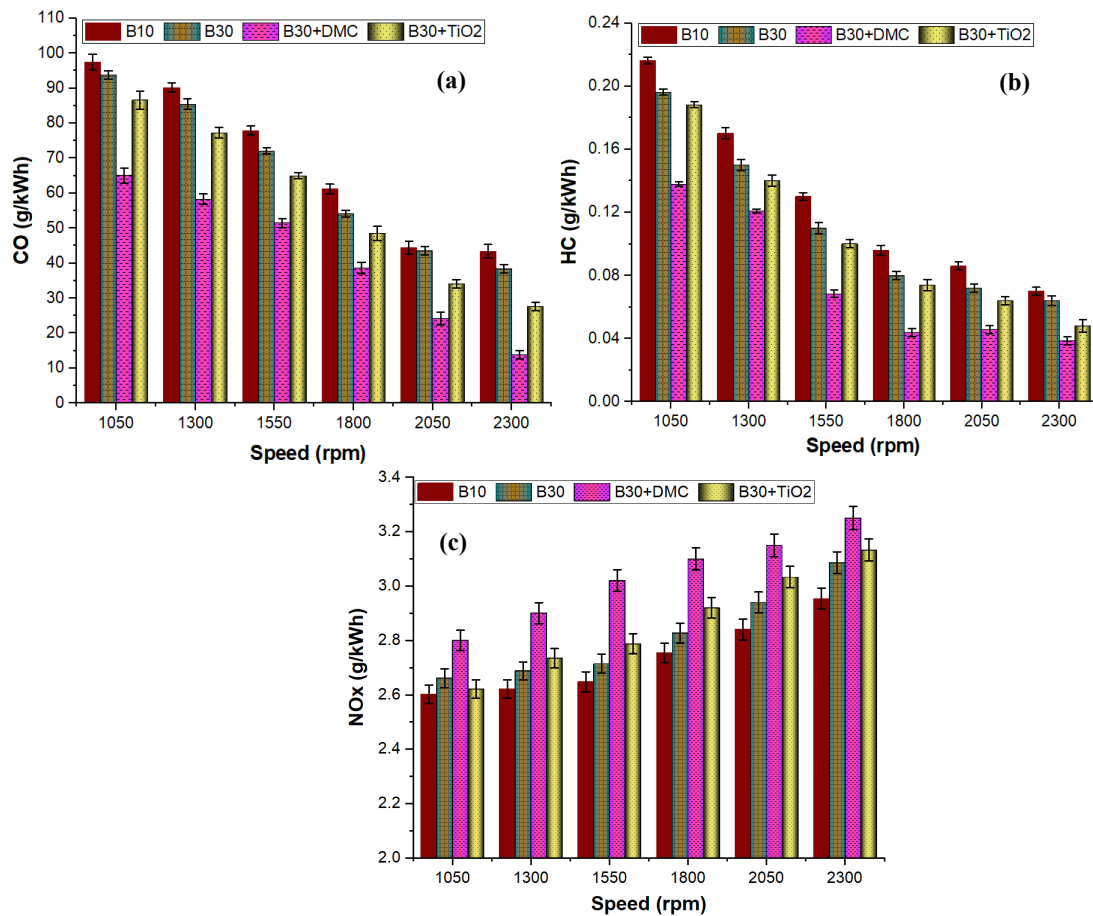 B10 B30 B30+DMC B30+TiO2
(a)
100
90
80
70
60
50
40
30
20
10
0
CO (g/kWh)
1050 1300 1550 1800 2050 2300
Speed (rpm)
B10 B30 B30+DMC B30+TiO2
(b)
0.24
0.20
0.16
0.12
0.08
0.04
0.00
HC (g/kWh)
1050 1300 1550 1800 2050 2300
Speed (rpm)
B10 B30 B30+DMC B30+TiO2
(c)
3.4
3.2
3.0
2.8
2.6
2.4
2.2
2.0
NOx (g/kWh)
1050 1300 1550 1800 2050 2300
Speed (rpm)